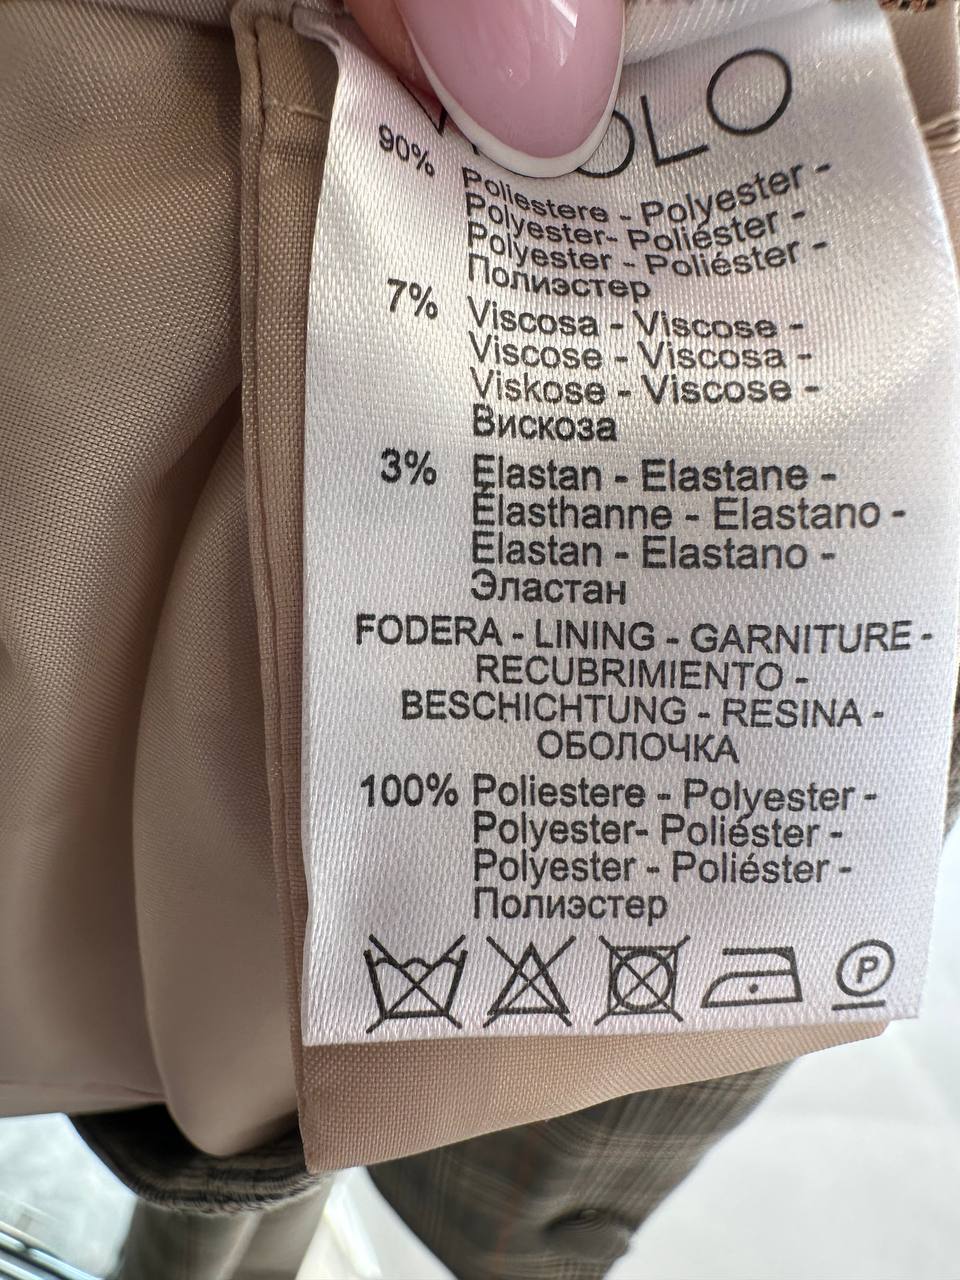 90% Poliestere - Polyester -
Polyester- Poliéster -
Polyester - Poliéster -
Полиэстер
7% Viscosa - Viscose -
Viscose - Viscosa -
Viskose - Viscose -
Вискоза
3% Elastan - Elastane -
Élasthanne - Elastano -
Elastan - Elastano -
Эластан
FODERA - LINING - GARNITURE -
RECUBRIMIENTO -
BESCHICHTUNG - RESINA -
ОБОЛОЧКА
100% Poliestere - Polyester -
Polyester- Poliéster -
Polyester - Poliéster -
Полиэстер
P